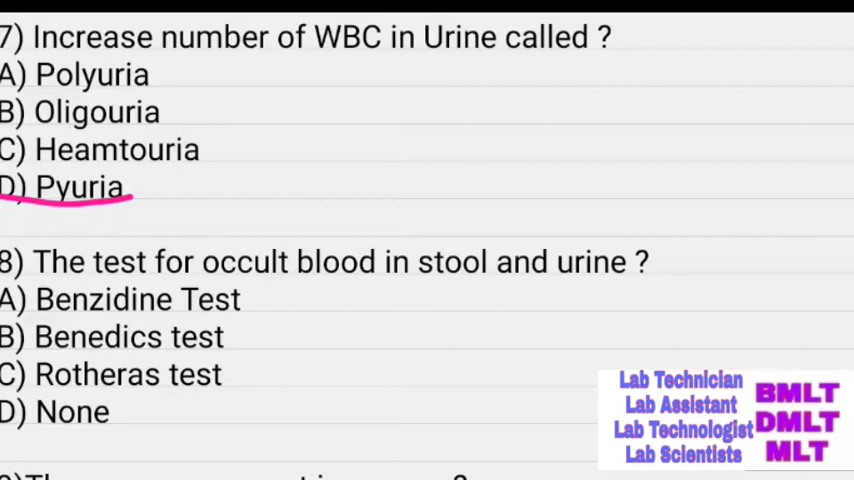 7) Increase number of WBC in Urine called ?
A) Polyuria
B) Oligouria
C) Heamtouria
D) Pyuria
8) The test for occult blood in stool and urine ?
A) Benzidine Test
B) Benedics test
C) Rotheras test
D) None
Lab Technician
Lab Assistant
Lab Technologist
Lab Scientists
BMLT
DMLT
MLT